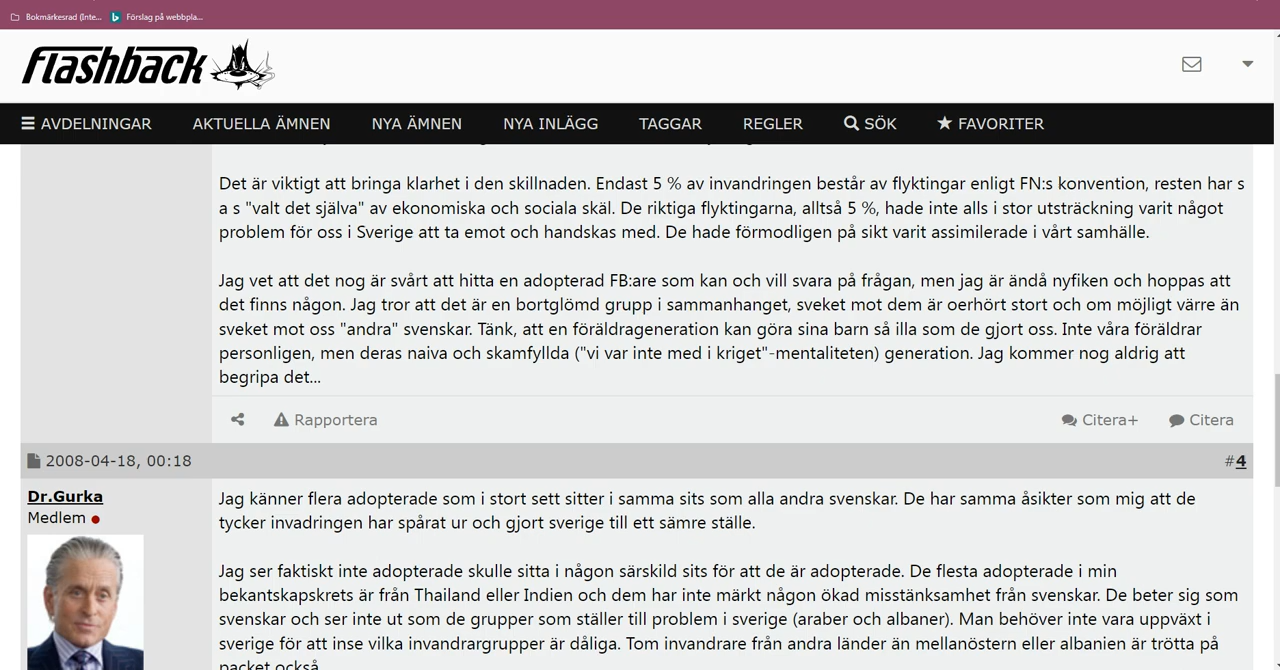 Bokmärkesrad (Inte...
Förslag på webbpla...
flashback
AVDELNINGAR
AKTUELLA ÄMNEN
NYA ÄMNEN
NYA INLÄGG
TAGGAR
REGLER
SÖK
FAVORITER
Det är viktigt att bringa klarhet i den skillnaden. Endast 5 % av invandringen består av flyktingar enligt FN:s konvention, resten har s
a s "valt det själva" av ekonomiska och sociala skäl. De riktiga flyktingarna, alltså 5 %, hade inte alls i stor utsträckning varit något
problem för oss i Sverige att ta emot och handskas med. De hade förmodligen på sikt varit assimilerade i vårt samhälle.
Jag vet att det nog är svårt att hitta en adopterad FB:are som kan och vill svara på frågan, men jag är ändå nyfiken och hoppas att
det finns någon. Jag tror att det är en bortglömd grupp i sammanhanget, sveket mot dem är oerhört stort och om möjligt värre än
sveket mot oss "andra" svenskar. Tänk, att en föräldrageneration kan göra sina barn så illa som de gjort oss. Inte våra föräldrar
personligen, men deras naiva och skamfyllda ("vi var inte med i kriget"-mentaliteten) generation. Jag kommer nog aldrig att
begripa det...
Rapportera
Citera+
Citera
2008-04-18, 00:18
#4
Dr.Gurka
Medlem
Jag känner flera adopterade som i stort sett sitter i samma sits som alla andra svenskar. De har samma åsikter som mig att de
tycker invadringen har spårat ur och gjort sverige till ett sämre ställe.
Jag ser faktiskt inte adopterade skulle sitta i någon särskild sits för att de är adopterade. De flesta adopterade i min
bekantskapskrets är från Thailand eller Indien och dem har inte märkt någon ökad misstänksamhet från svenskar. De beter sig som
svenskar och ser inte ut som de grupper som ställer till problem i sverige (araber och albaner). Man behöver inte vara uppväxt i
sverige för att inse vilka invandrargrupper är dåliga. Tom invandrare från andra länder än mellanöstern eller albanien är trötta på
packet också.